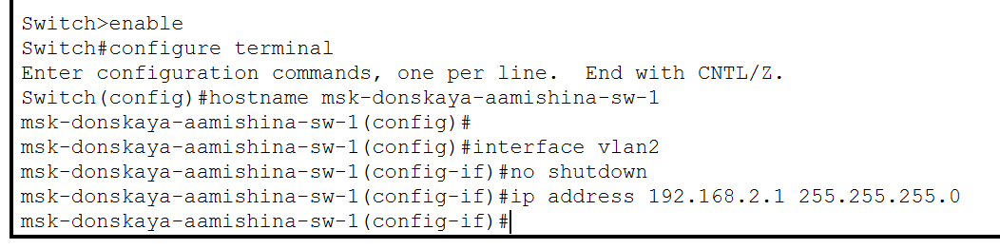 Switch>enable
Switch#configure terminal
Enter configuration commands, one per line.  End with CNTL/Z.
Switch(config)#hostname msk-donskaya-aamishina-sw-1
msk-donskaya-aamishina-sw-1(config)#
msk-donskaya-aamishina-sw-1(config)#interface vlan2
msk-donskaya-aamishina-sw-1(config-if)#no shutdown
msk-donskaya-aamishina-sw-1(config-if)#ip address 192.168.2.1 255.255.255.0
msk-donskaya-aamishina-sw-1(config-if)#